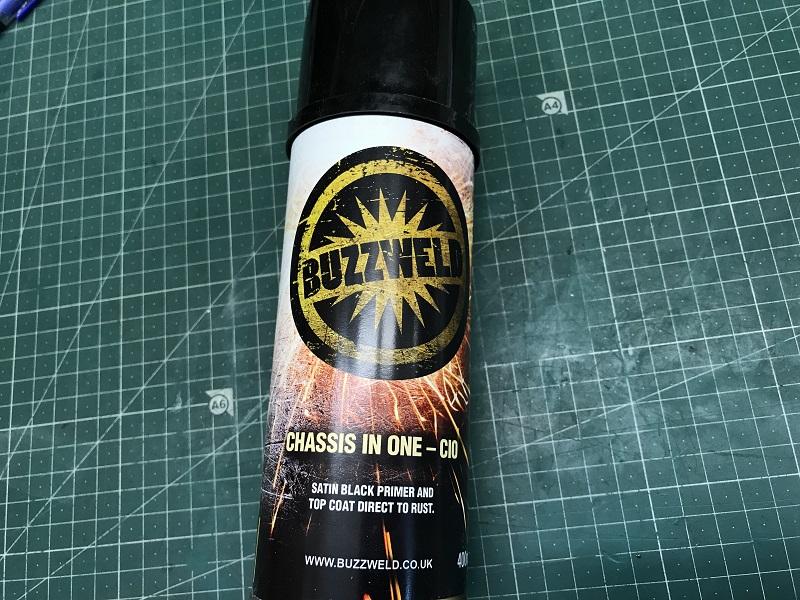 A4
BUZZWELD
A6
CHASSIS IN ONE – CIO
SATIN BLACK PRIMER AND
TOP COAT DIRECT TO RUST.
WWW.BUZZWELD.CO.UK